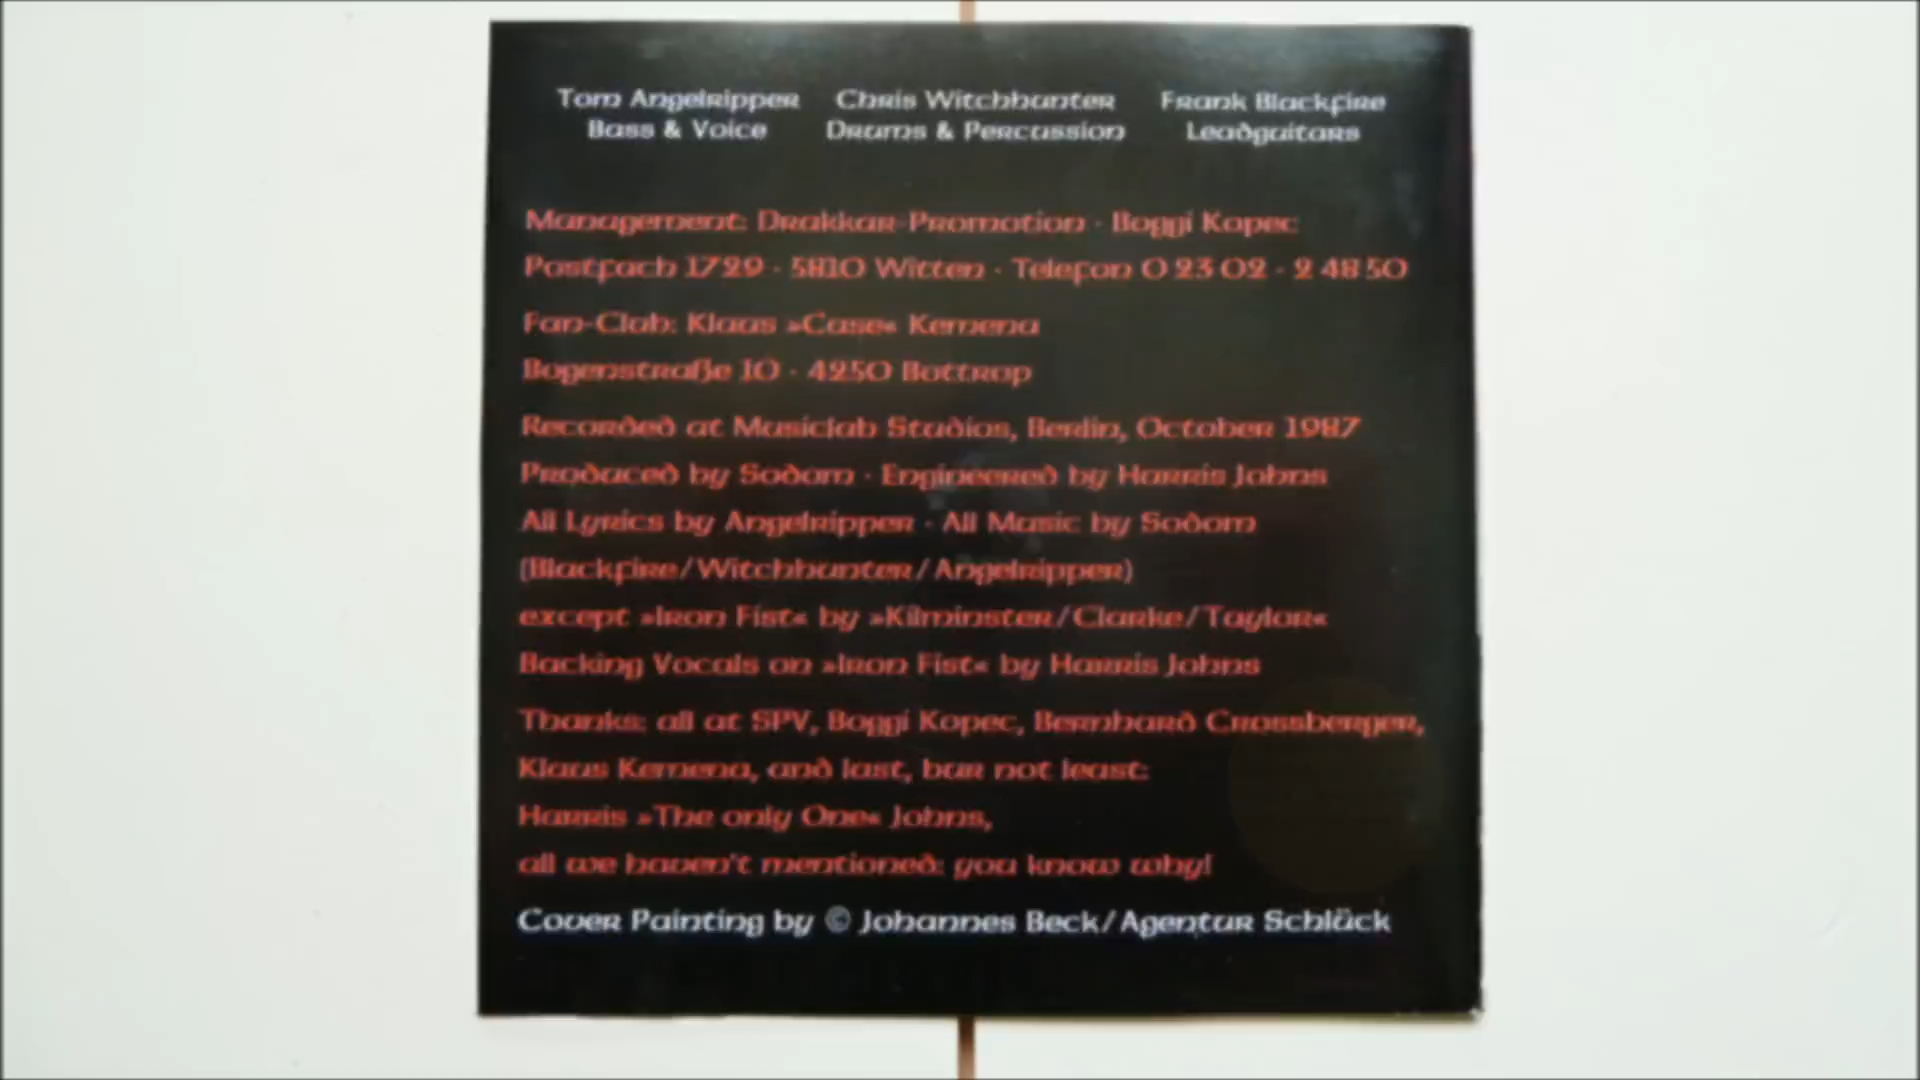 Tom Angelripper Chris Witchhunter Frank Blackfire
Bass & Voice Drums & Percussion Leadguitars
Management: Drakkar-Promotion · Boggi Kopec
Postfach 1729 · 5810 Witten · Telefon 0 23 02 - 2 48 50
Fan-Club: Klaus »Case« Kemena
Bogenstraße 10 · 4250 Bottrop
Recorded at Musiclab Studios, Berlin, October 1987
Produced by Sodom · Engineered by Harris Johns
All Lyrics by Angelripper · All Music by Sodom
(Blackfire/Witchhunter/Angelripper)
except »Iron Fist« by »Kilminster/Clarke/Taylor«
Backing Vocals on »Iron Fist« by Harris Johns
Thanks: all at SPV, Boggi Kopec, Bernhard Crossberger,
Klaus Kemena, and last, but not least:
Harris »The only One« Johns,
all we haven't mentioned: you know why!
Cover Painting by © Johannes Beck/Agentur Schlück